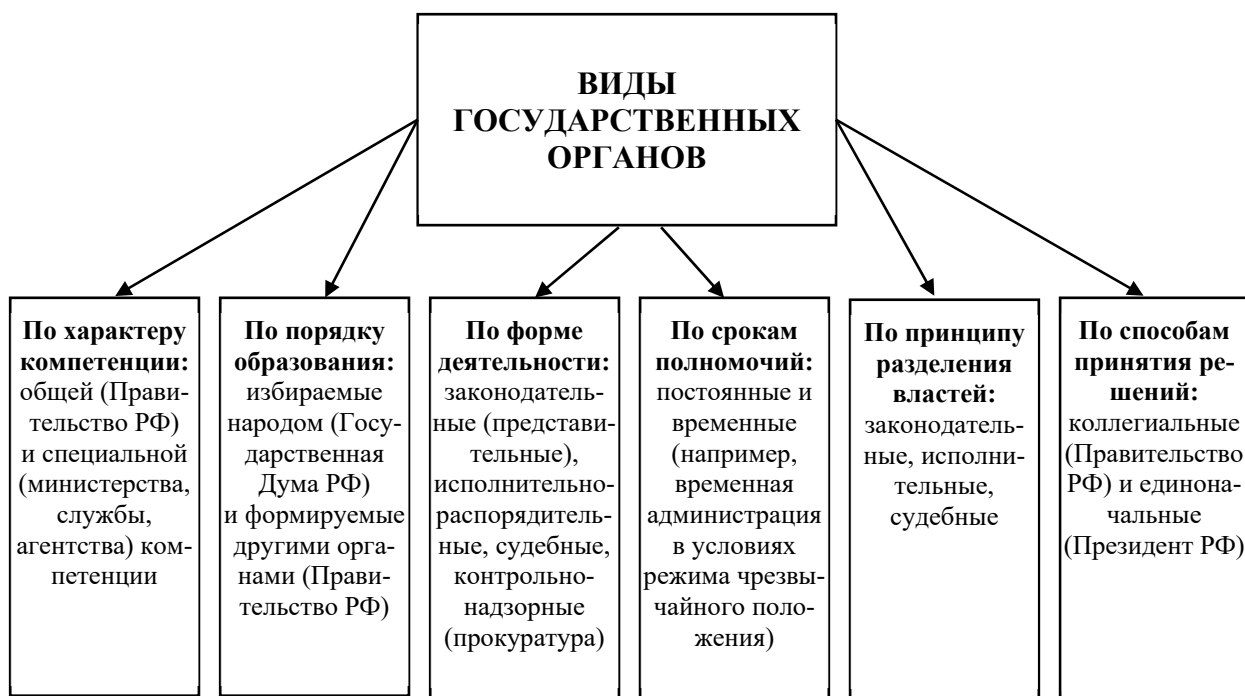 ВИДЫ
ГОСУДАРСТВЕННЫХ
ОРГАНОВ
По характеру
компетенции:
общей (Прави-
тельство РФ)
и специальной
(министерства,
службы,
агентства) ком-
петенции
По порядку
образования:
избираемые
народом (Госу-
дарственная
Дума РФ)
и формируемые
другими орга-
нами (Прави-
тельство РФ)
По форме
деятельности:
законодатель-
ные (представи-
тельные),
исполнительно-
распорядитель-
ные, судебные,
контрольно-
надзорные
(прокуратура)
По срокам
полномочий:
постоянные и
временные
(например,
временная
администрация
в условиях
режима чрезвы-
чайного поло-
жения)
По принципу
разделения
властей:
законодатель-
ные, исполни-
тельные,
судебные
По способам
принятия ре-
шений:
коллегиальные
(Правительство
РФ) и единона-
чальные
(Президент РФ)